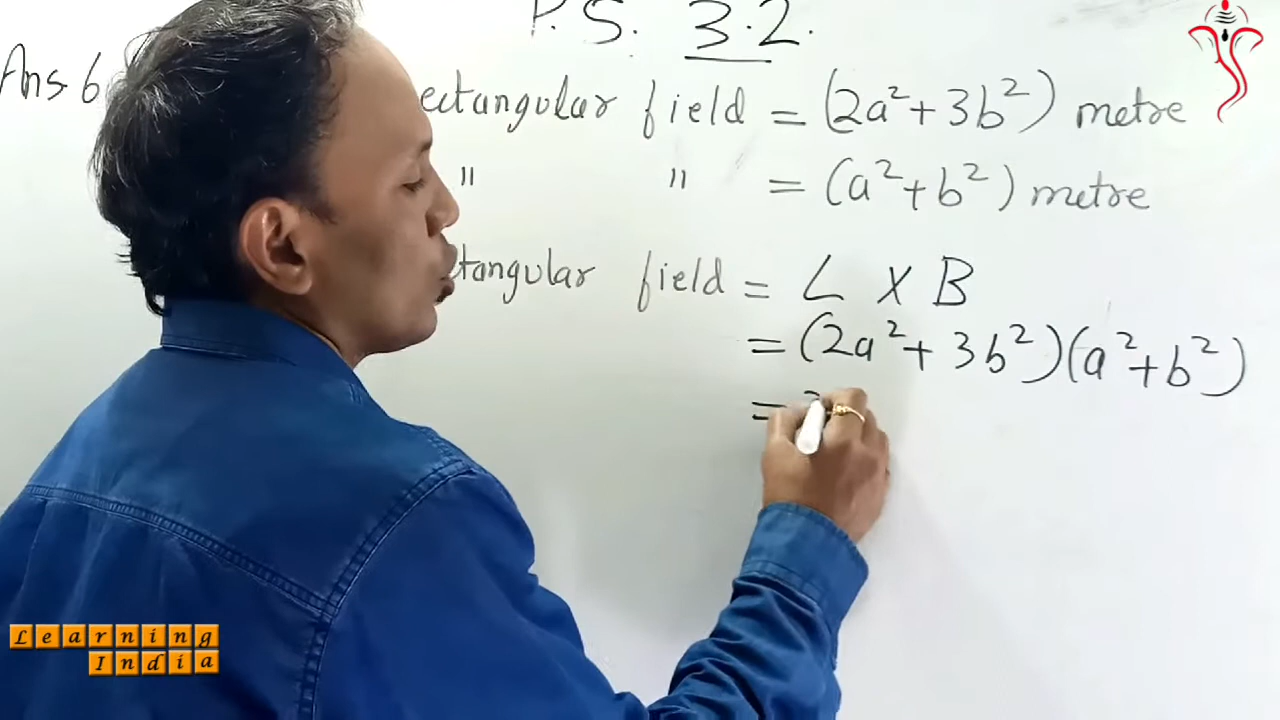 P.S. 3.2.
Ans. 6 ectangular field = (2a²+3b²) metre
" " = (a²+b²) metre
tangular field = L X B
= (2a²+3b²)(a²+b²)
=
Learning
India